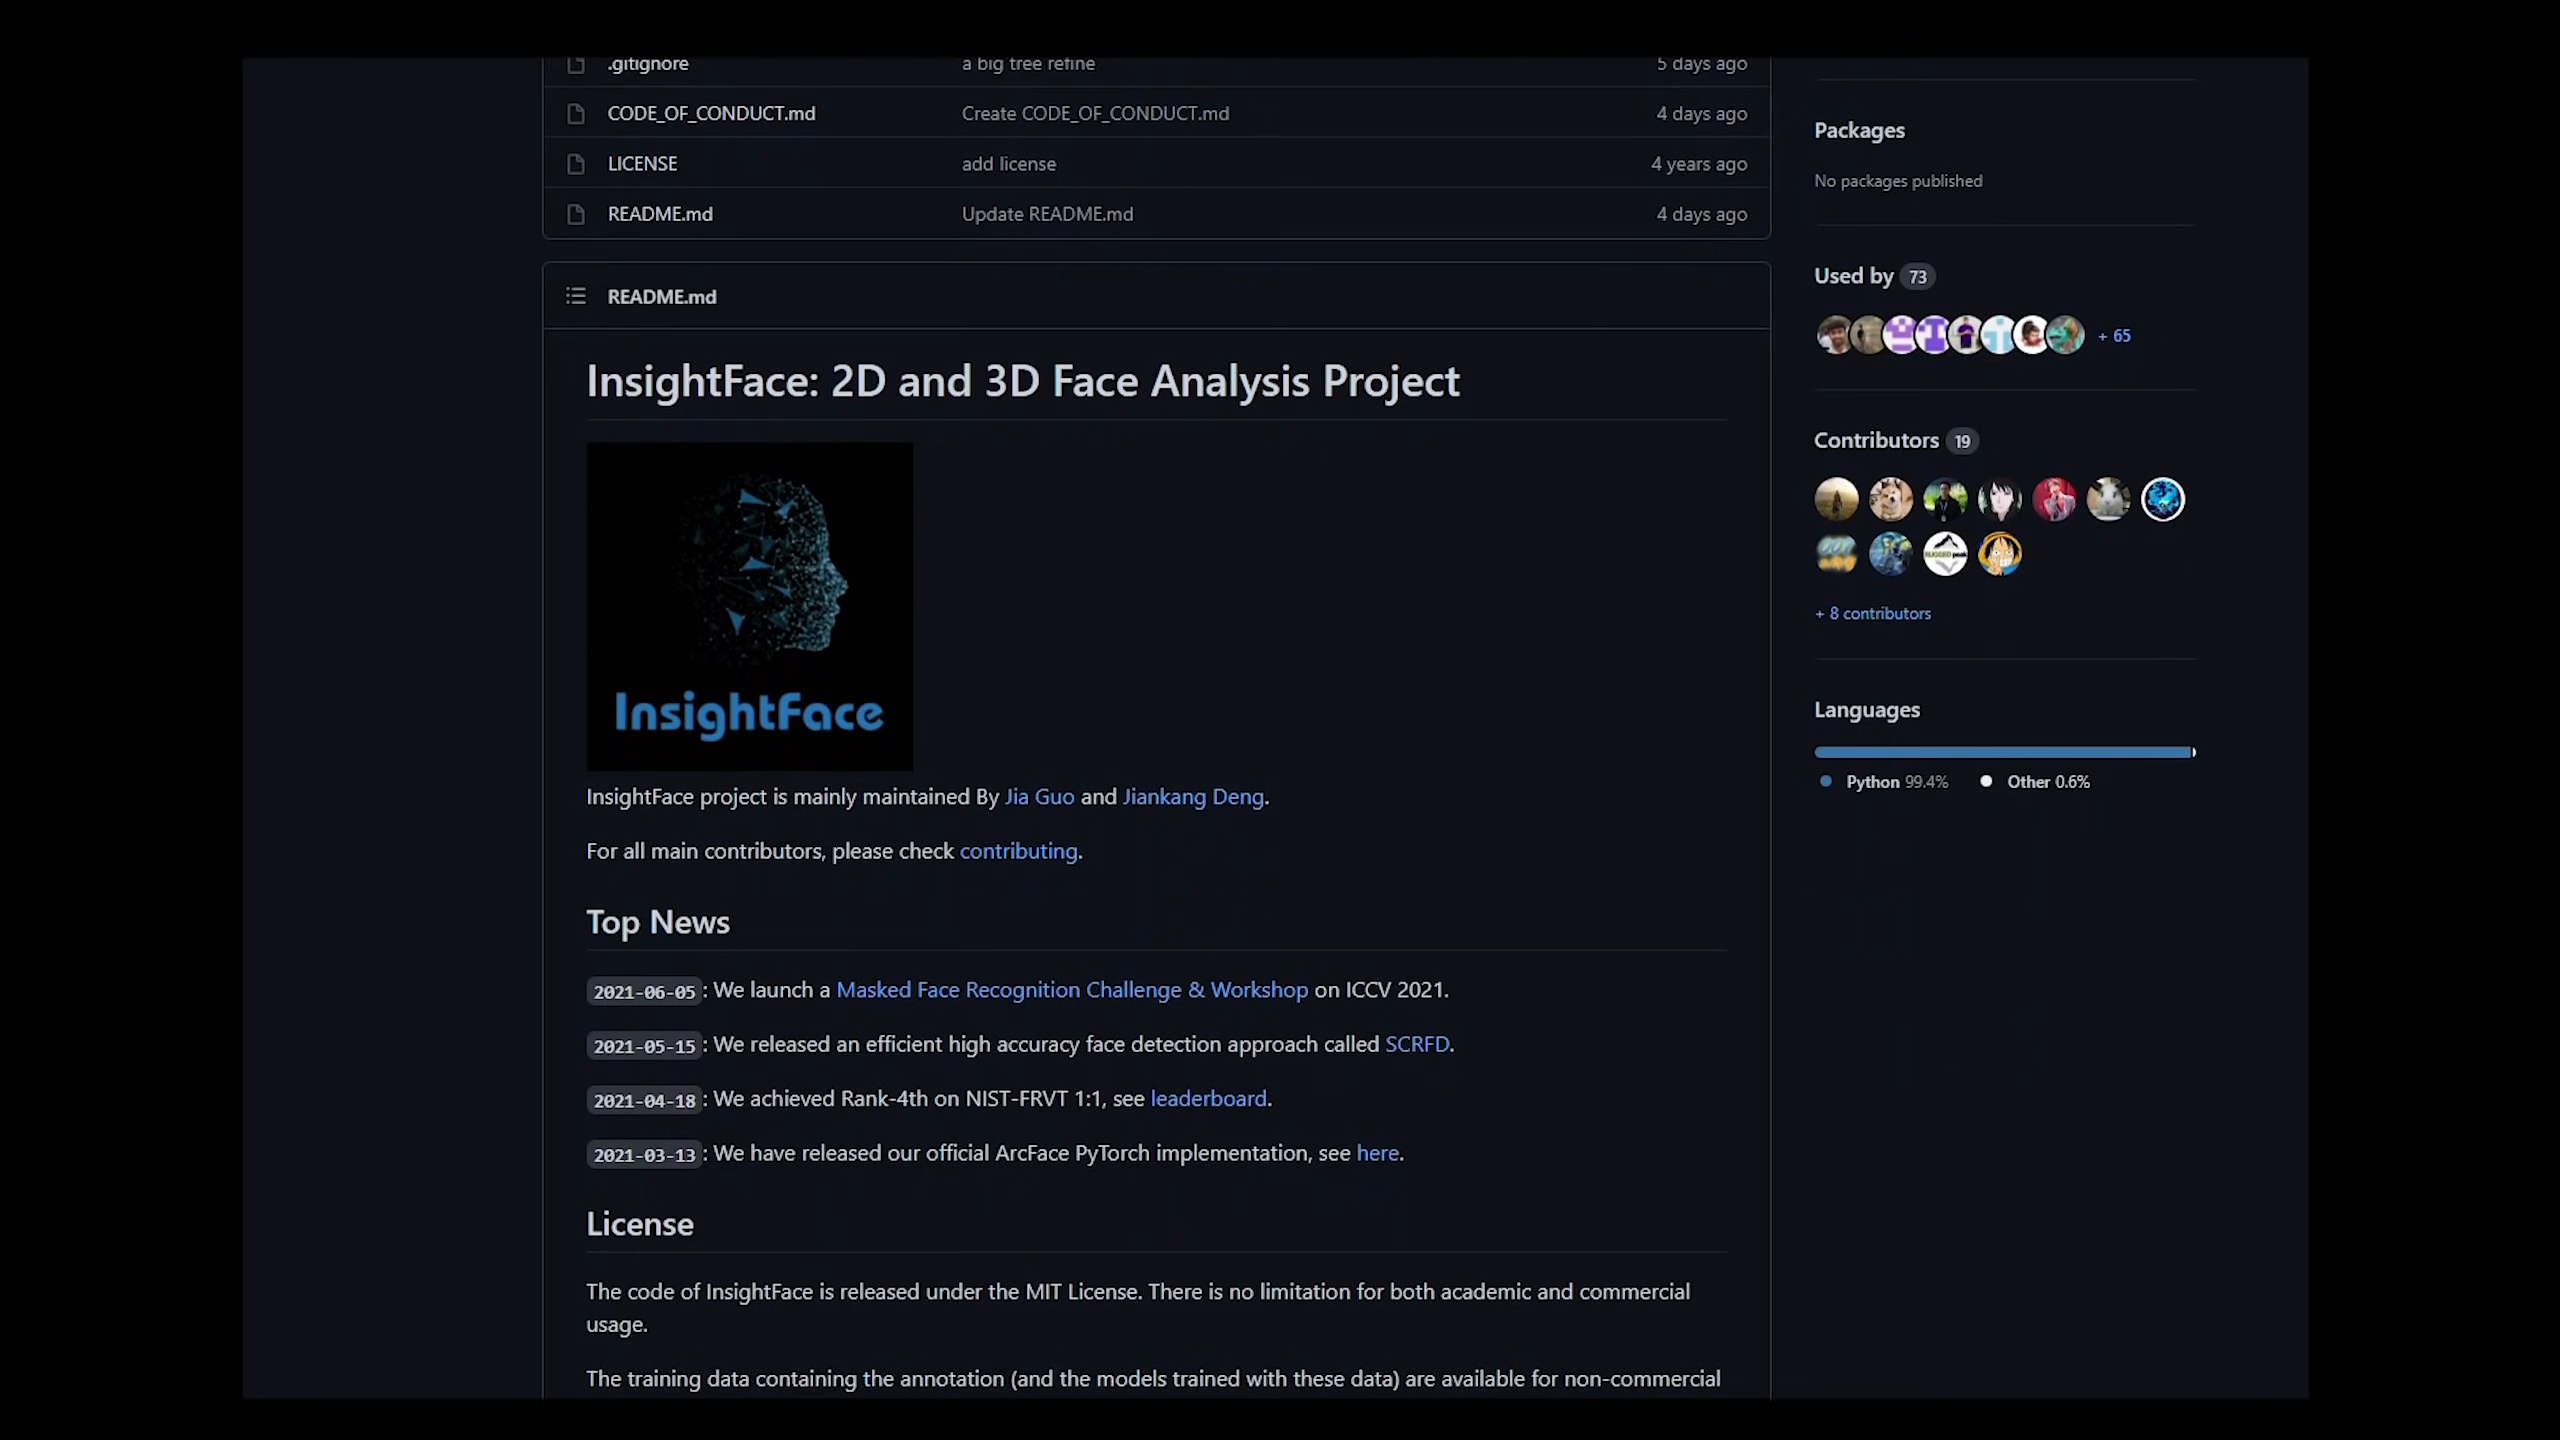 .gitignore a big tree refine 5 days ago
CODE_OF_CONDUCT.md Create CODE_OF_CONDUCT.md 4 days ago
LICENSE add license 4 years ago
README.md Update README.md 4 days ago
README.md
InsightFace: 2D and 3D Face Analysis Project
InsightFace
InsightFace project is mainly maintained By Jia Guo and Jiankang Deng.
For all main contributors, please check contributing.
Top News
2021-06-05: We launch a Masked Face Recognition Challenge & Workshop on ICCV 2021.
2021-05-15: We released an efficient high accuracy face detection approach called SCRFD.
2021-04-18: We achieved Rank-4th on NIST-FRVT 1:1, see leaderboard.
2021-03-13: We have released our official ArcFace PyTorch implementation, see here.
License
The code of InsightFace is released under the MIT License. There is no limitation for both academic and commercial
usage.
The training data containing the annotation (and the models trained with these data) are available for non-commercial
Packages
No packages published
Used by 73
+ 65
Contributors 19
+ 8 contributors
Languages
Python 99.4% Other 0.6%